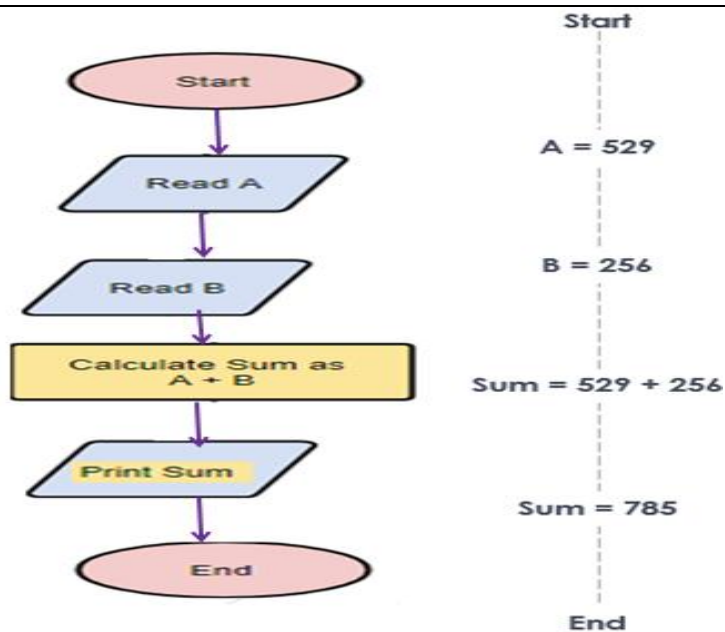 Start
Read A
Read B
Calculate Sum as
A + B
Print Sum
End
Start
A = 529
B = 256
Sum = 529 + 256
Sum = 785
End